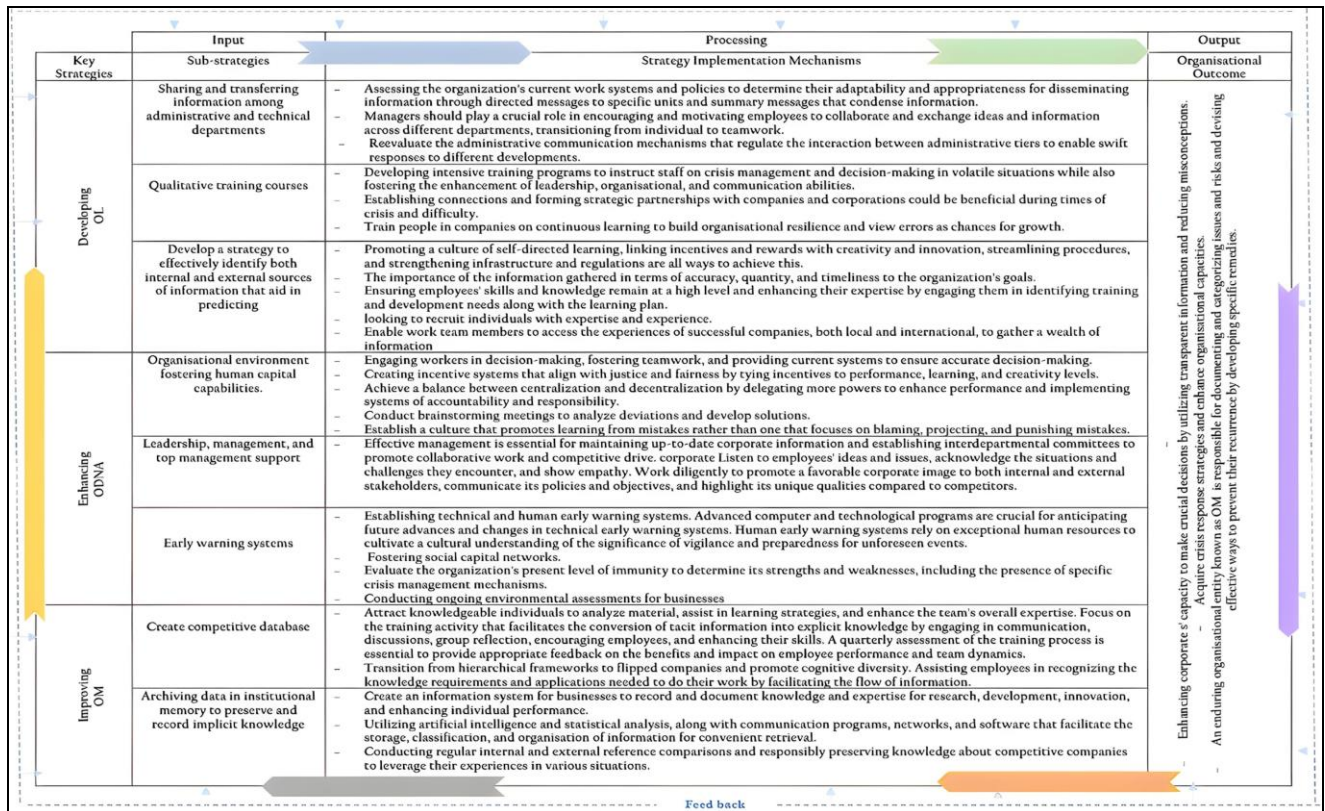 Input
Processing
Output
Key
Strategies
Sub-strategies
Strategy Implementation Mechanisms
Organisational
Outcome
Developing
OL
Sharing and transferring
information among
administrative and technical
departments
– Assessing the organization's current work systems and policies to determine their adaptability and appropriateness for disseminating
information through directed messages to specific units and summary messages that condense information.
– Managers should play a crucial role in encouraging and motivating employees to collaborate and exchange ideas and information
across different departments, transitioning from individual to teamwork.
– Reevaluate the administrative communication mechanisms that regulate the interaction between administrative tiers to enable swift
responses to different developments.
Qualitative training courses
– Developing intensive training programs to instruct staff on crisis management and decision-making in volatile situations while also
fostering the enhancement of leadership, organisational, and communication abilities.
– Establishing connections and forming strategic partnerships with companies and corporations could be beneficial during times of
crisis and difficulty.
– Train people in companies on continuous learning to build organisational resilience and view errors as chances for growth.
Develop a strategy to
effectively identify both
internal and external sources
of information that aid in
predicting
– Promoting a culture of self-directed learning, linking incentives and rewards with creativity and innovation, streamlining procedures,
and strengthening infrastructure and regulations are all ways to achieve this.
– The importance of the information gathered in terms of accuracy, quantity, and timeliness to the organization's goals.
– Ensuring employees' skills and knowledge remain at a high level and enhancing their expertise by engaging them in identifying training
and development needs along with the learning plan.
– looking to recruit individuals with expertise and experience.
– Enable work team members to access the experiences of successful companies, both local and international, to gather a wealth of
information
Enhancing
ODNA
Organisational environment
fostering human capital
capabilities.
– Engaging workers in decision-making, fostering teamwork, and providing current systems to ensure accurate decision-making.
– Creating incentive systems that align with justice and fairness by tying incentives to performance, learning, and creativity levels.
– Achieve a balance between centralization and decentralization by delegating more powers to enhance performance and implementing
systems of accountability and responsibility.
– Conduct brainstorming meetings to analyze deviations and develop solutions.
– Establish a culture that promotes learning from mistakes rather than one that focuses on blaming, projecting, and punishing mistakes.
Leadership, management, and
top management support
– Effective management is essential for maintaining up-to-date corporate information and establishing interdepartmental committees to
promote collaborative work and competitive drive. corporate Listen to employees' ideas and issues, acknowledge the situations and
challenges they encounter, and show empathy. Work diligently to promote a favorable corporate image to both internal and external
stakeholders, communicate its policies and objectives, and highlight its unique qualities compared to competitors.
Early warning systems
– Establishing technical and human early warning systems. Advanced computer and technological programs are crucial for anticipating
future advances and changes in technical early warning systems. Human early warning systems rely on exceptional human resources to
cultivate a cultural understanding of the significance of vigilance and preparedness for unforeseen events.
– Fostering social capital networks.
– Evaluate the organization's present level of immunity to determine its strengths and weaknesses, including the presence of specific
crisis management mechanisms.
– Conducting ongoing environmental assessments for businesses
Improving
OM
Create competitive database
– Attract knowledgeable individuals to analyze material, assist in learning strategies, and enhance the team's overall expertise. Focus on
the training activity that facilitates the conversion of tacit information into explicit knowledge by engaging in communication,
discussions, group reflection, encouraging employees, and enhancing their skills. A quarterly assessment of the training process is
essential to provide appropriate feedback on the benefits and impact on employee performance and team dynamics.
– Transition from hierarchical frameworks to flipped companies and promote cognitive diversity. Assisting employees in recognizing the
knowledge requirements and applications needed to do their work by facilitating the flow of information.
Archiving data in institutional
memory to preserve and
record implicit knowledge
– Create an information system for businesses to record and document knowledge and expertise for research, development, innovation,
and enhancing individual performance.
– Utilizing artificial intelligence and statistical analysis, along with communication programs, networks, and software that facilitate the
storage, classification, and organisation of information for convenient retrieval.
– Conducting regular internal and external reference comparisons and responsibly preserving knowledge about competitive companies
to leverage their experiences in various situations.
– Enhancing corporate s' capacity to make crucial decisions by utilizing transparent information and reducing misconceptions.
– Acquire crisis response strategies and enhance organisational capacities.
– An enduring organisational entity known as OM is responsible for documenting and categorizing issues and risks and devising
effective ways to prevent their recurrence by developing specific remedies.
Feed back